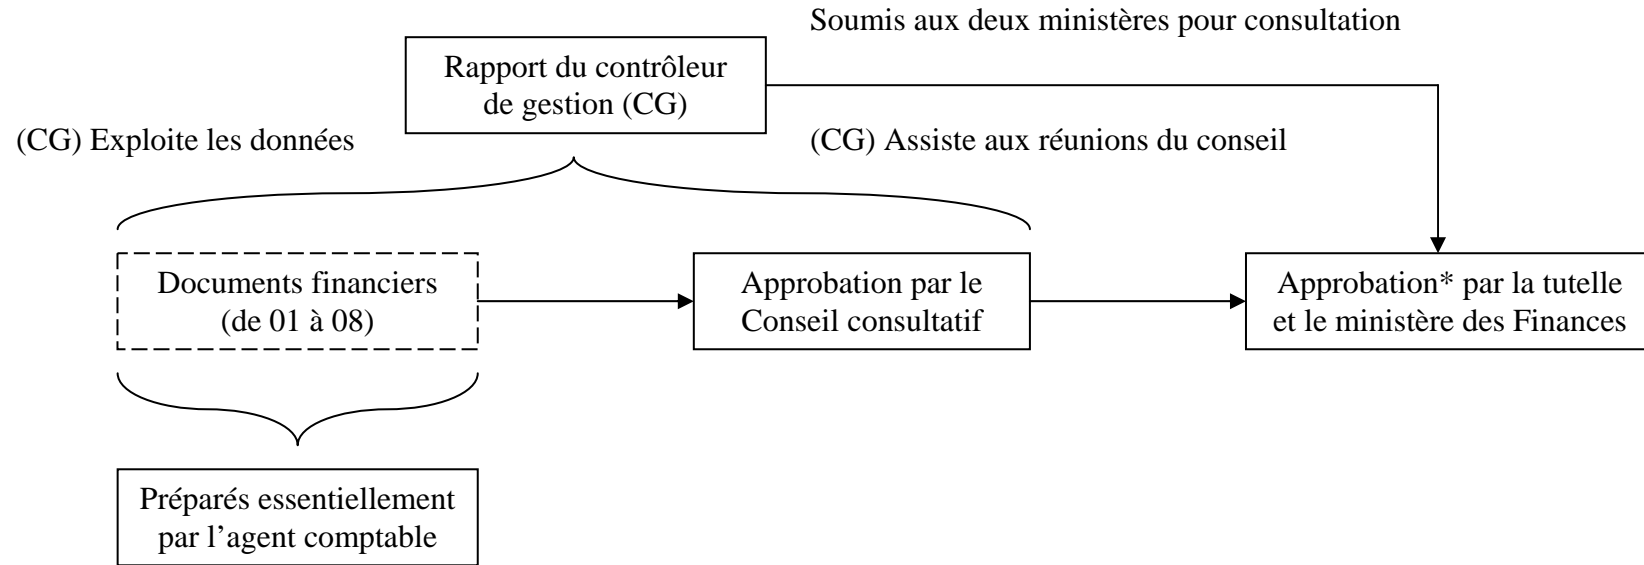 Soumis aux deux ministères pour consultation
Rapport du contrôleur
de gestion (CG)
(CG) Exploite les données
(CG) Assiste aux réunions du conseil
Documents financiers
(de 01 à 08)
Approbation par le
Conseil consultatif
Approbation* par la tutelle
et le ministère des Finances
Préparés essentiellement
par l’agent comptable